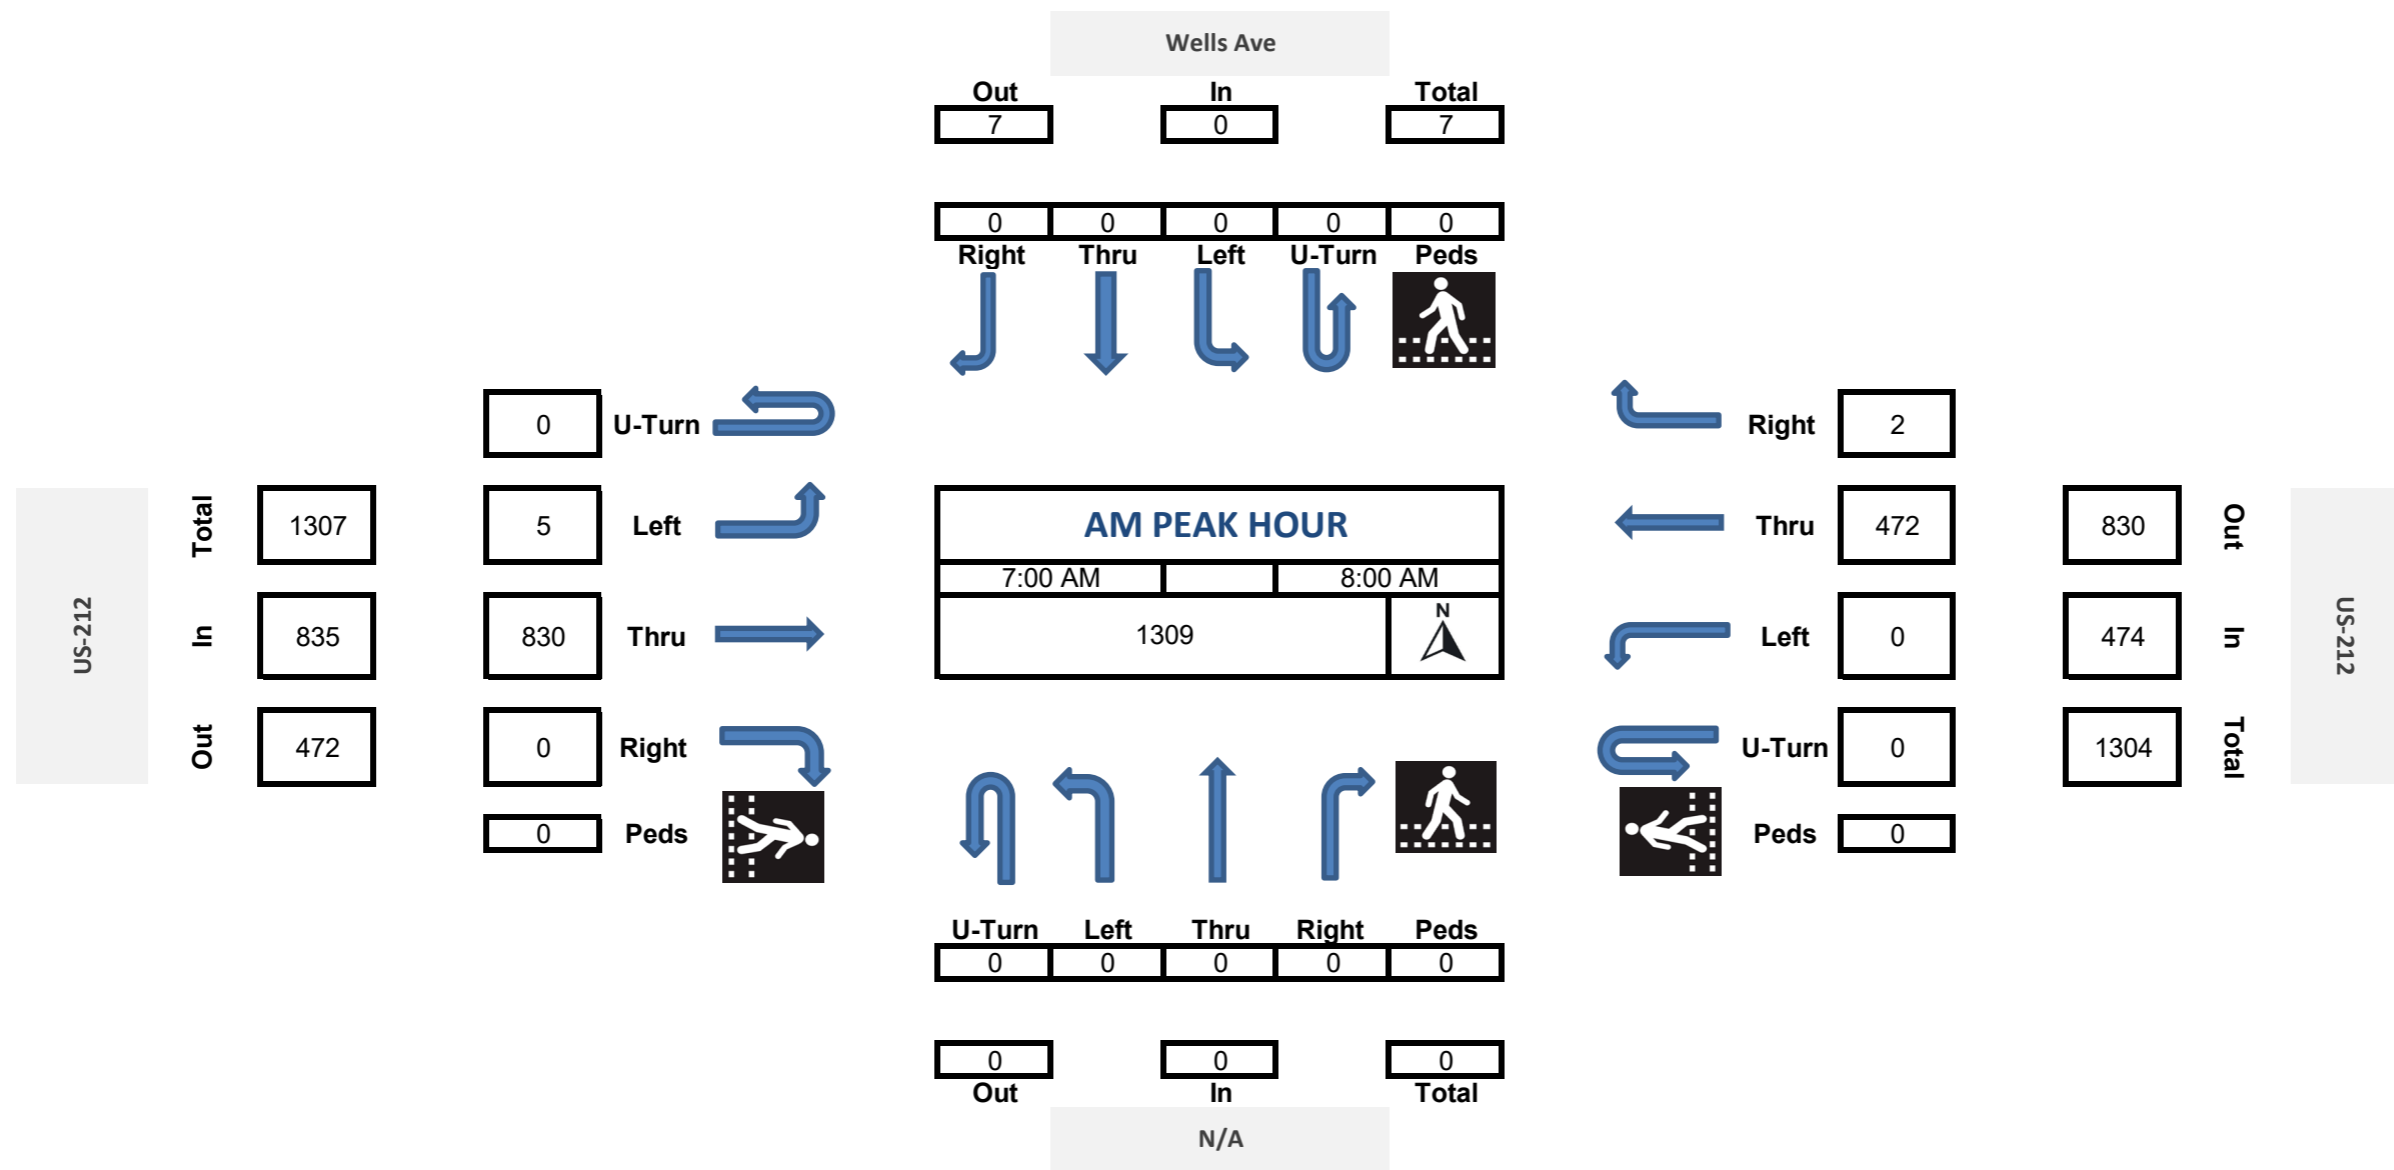 Wells Ave
Out In Total
7 0 7
0 0 0 0 0
Right Thru Left U-Turn Peds
0 U-Turn
Right 2
Total 1307 5 Left
AM PEAK HOUR
Thru 472 830 Out
7:00 AM 8:00 AM
US-212
In 835 830 Thru
1309
N
Left 0 474 In
US-212
Out 472 0 Right
U-Turn 0 1304 Total
0 Peds
Peds 0
U-Turn Left Thru Right Peds
0 0 0 0 0
0 0 0
Out In Total
N/A